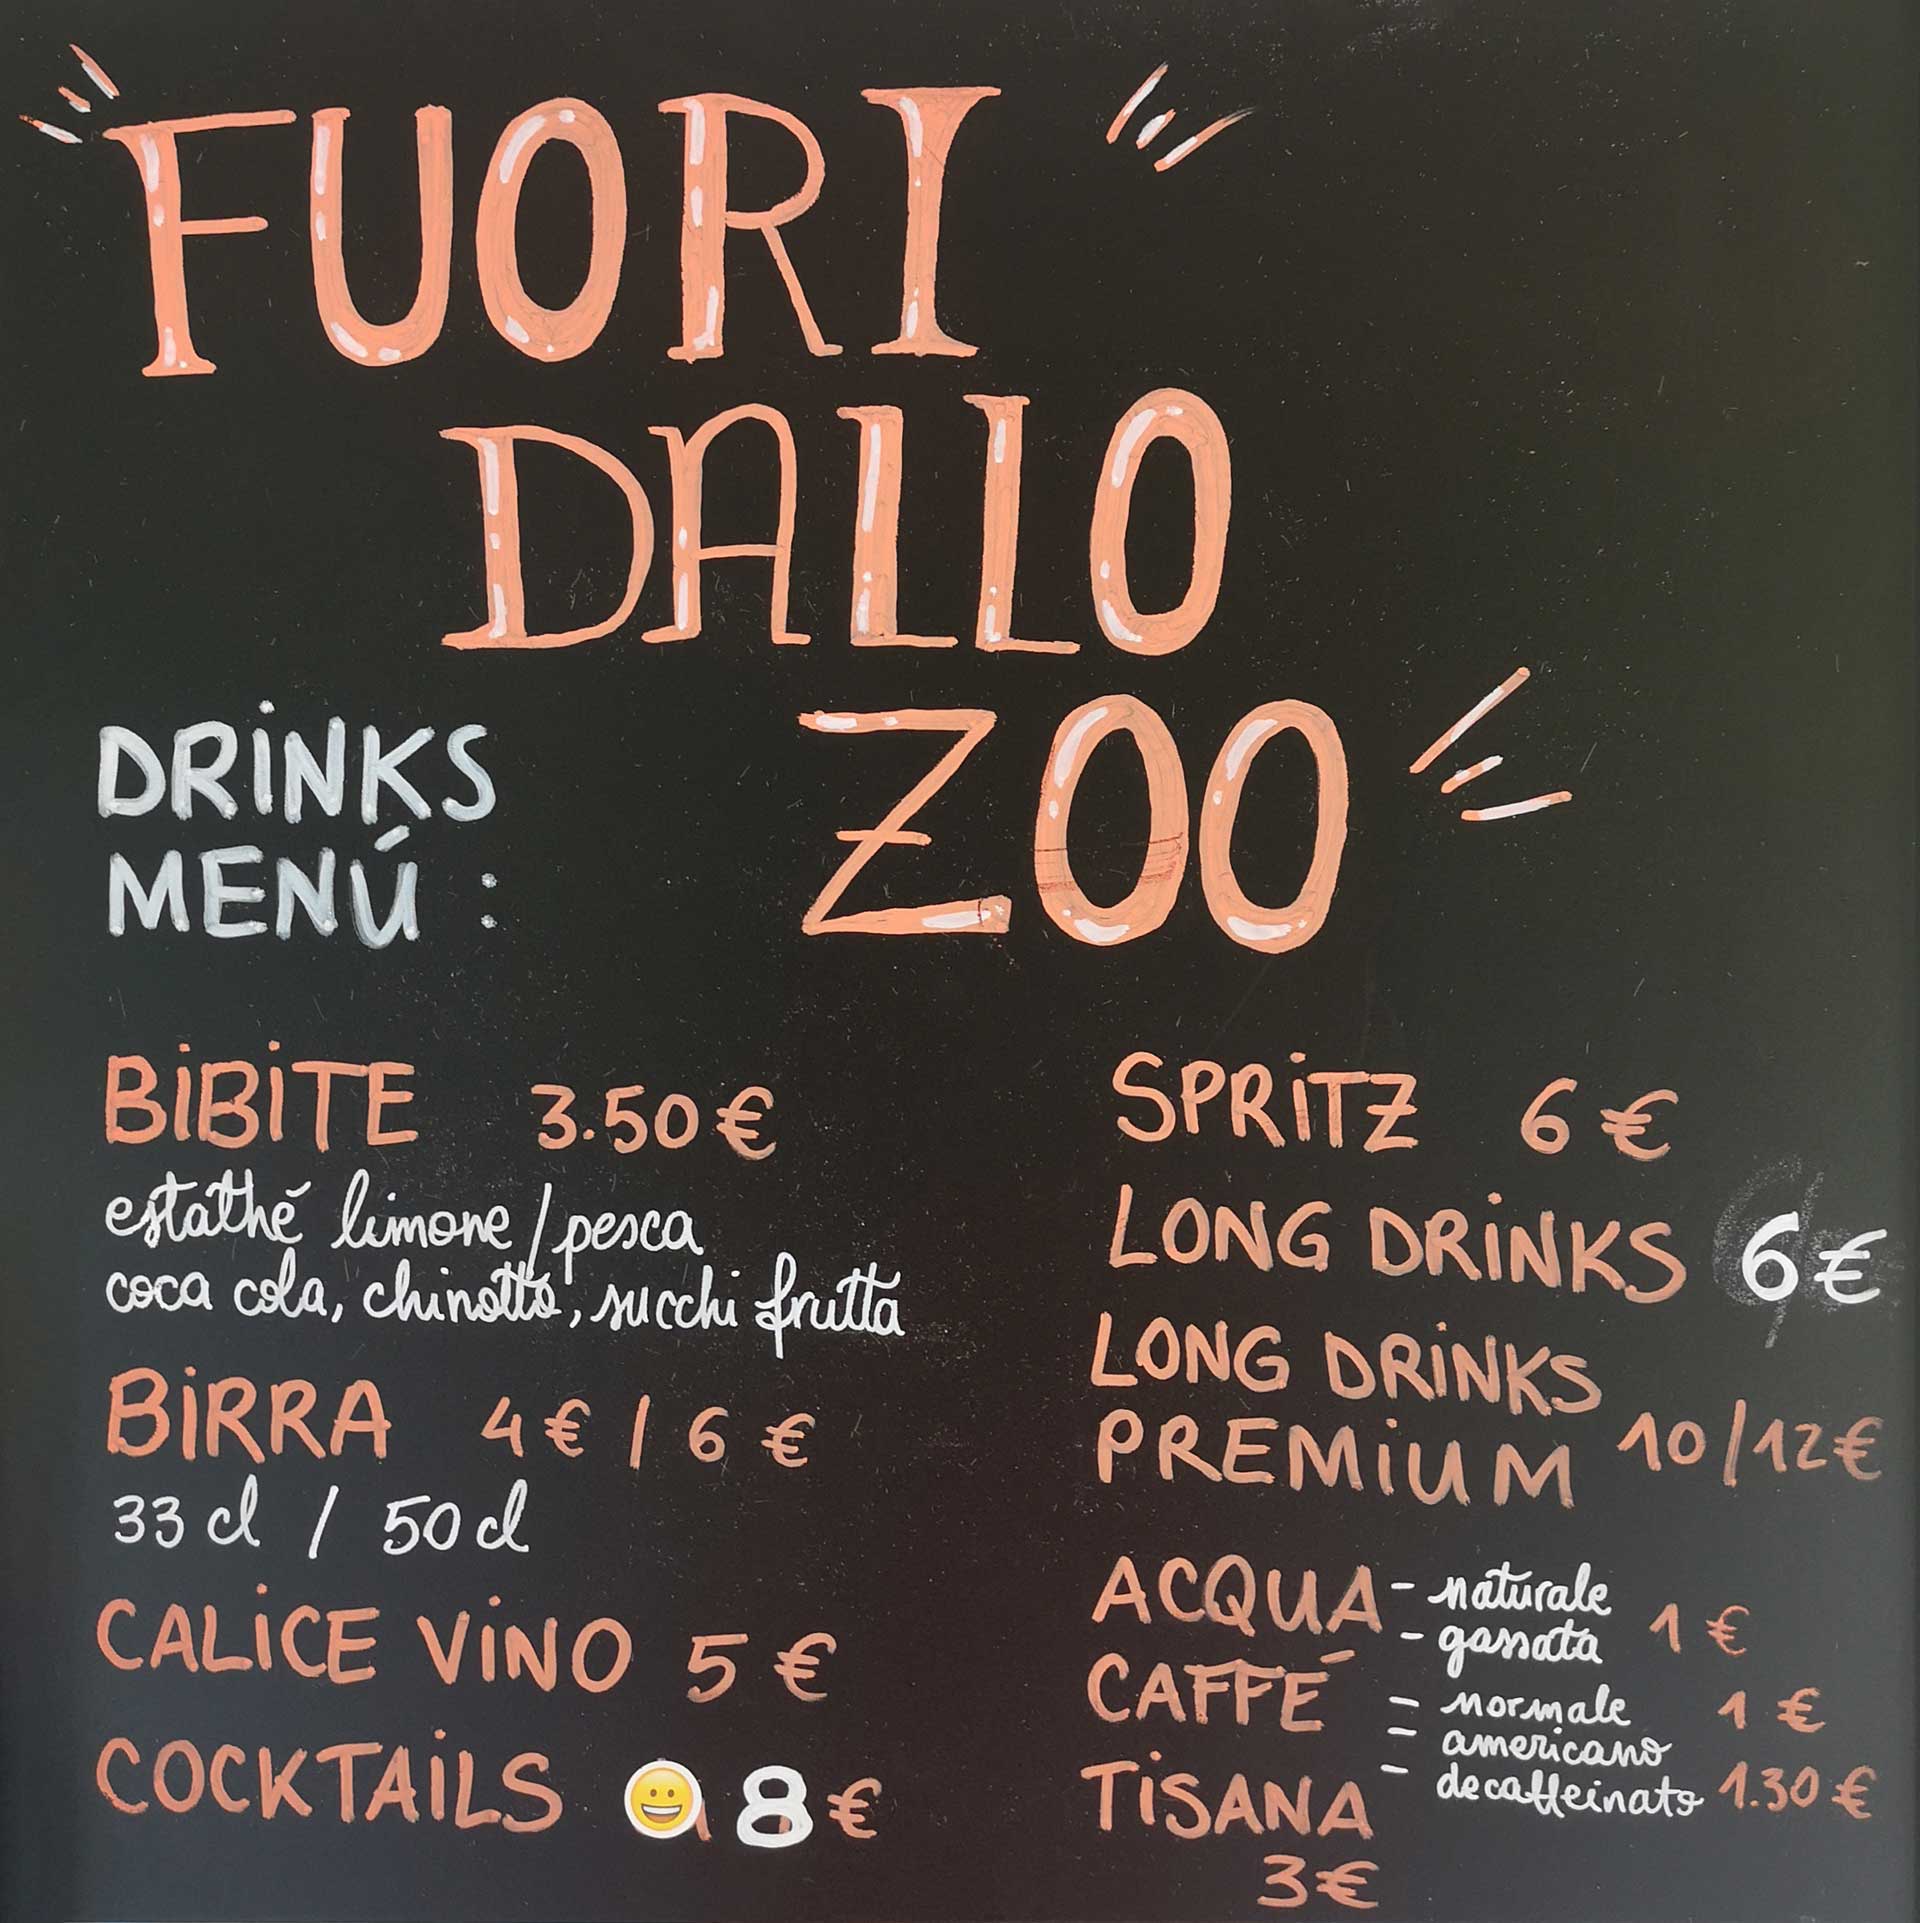 FUORI
DALLO
ZOO
DRiNKS
MENÚ :
BiBiTE 3.50 €
estathé limone / pesca
coca cola, chinotto, succhi frutta
BiRRA 4 € / 6 €
33 cl / 50 cl
CALiCE ViNO 5 €
COCKTAiLS 😀 8 €
SPRiTZ 6 €
LONG DRiNKS 6 €
LONG DRiNKS
PREMiUM 10/12 €
ACQUA - naturale
- gassata 1 €
CAFFÉ - normale 1 €
- americano
- decaffeinato 1.30 €
TiSANA
3 €